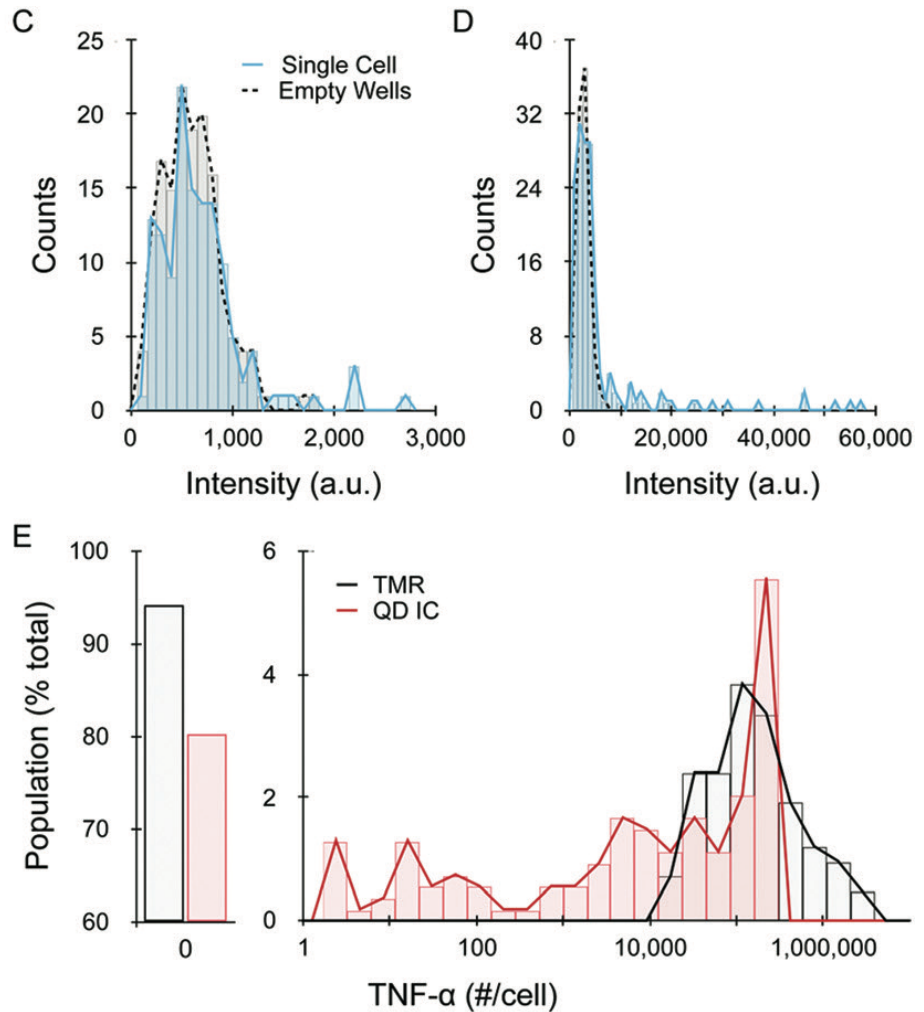 C
25
20
15
10
5
0
Counts
Single Cell
Empty Wells
0 1,000 2,000 3,000
Intensity (a.u.)
D
40
32
24
16
8
0
Counts
0 20,000 40,000 60,000
Intensity (a.u.)
E
100
90
80
70
60
Population (% total)
0
6
4
2
0
TMR
QD IC
1 100 10,000 1,000,000
TNF-α (#/cell)